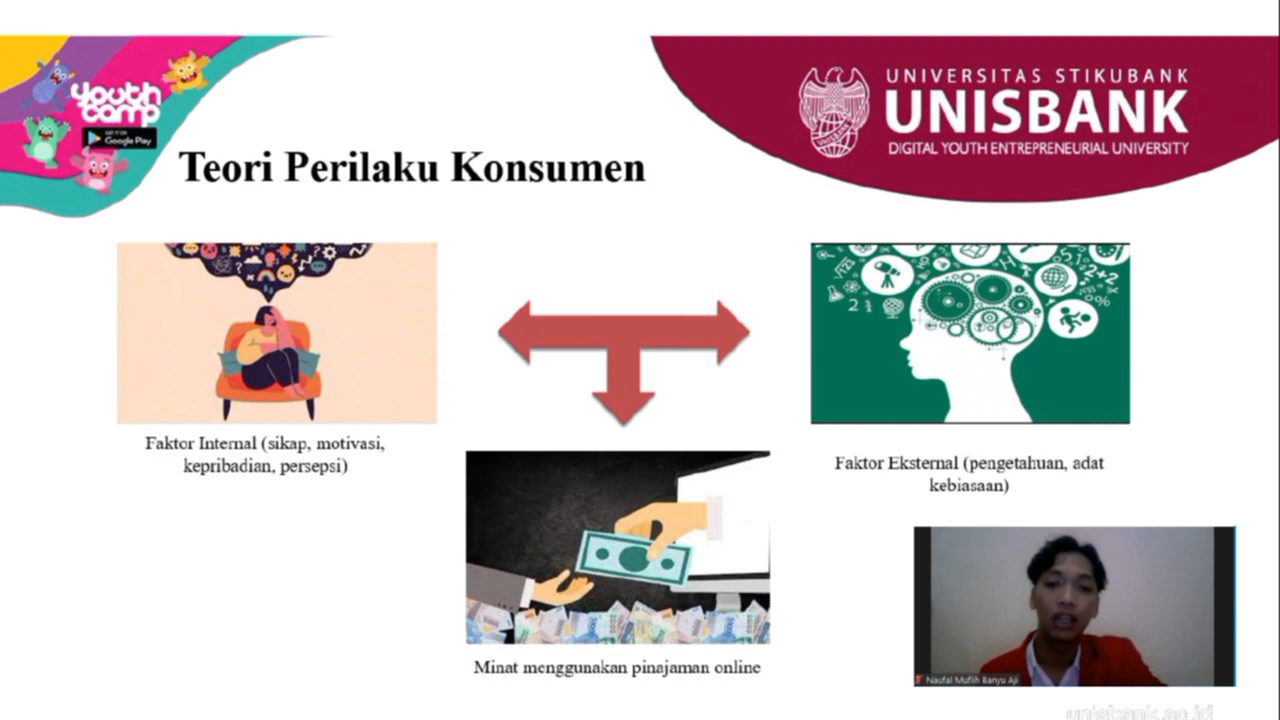 youth
camp
GET IT ON
Google Play
UNIVERSITAS STIKUBANK
UNISBANK
DIGITAL YOUTH ENTREPRENEURIAL UNIVERSITY
Teori Perilaku Konsumen
Faktor Internal (sikap, motivasi,
kepribadian, persepsi)
Faktor Eksternal (pengetahuan, adat
kebiasaan)
Minat menggunakan pinajaman online
Naufal Muflih Banyu Aji
unisbank.ac.id